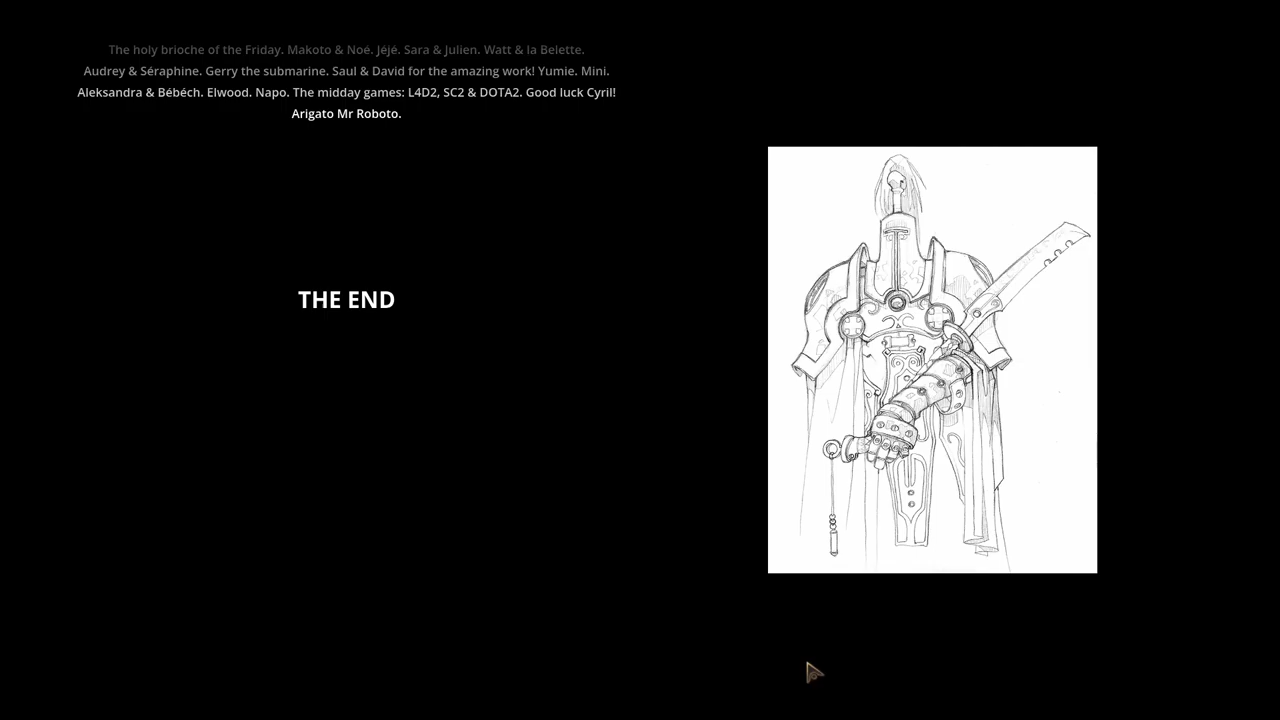 The holy brioche of the Friday. Makoto & Noé. Jéjé. Sara & Julien. Watt & la Belette.
Audrey & Séraphine. Gerry the submarine. Saul & David for the amazing work! Yumie. Mini.
Aleksandra & Bébéch. Elwood. Napo. The midday games: L4D2, SC2 & DOTA2. Good luck Cyril!
Arigato Mr Roboto.
THE END